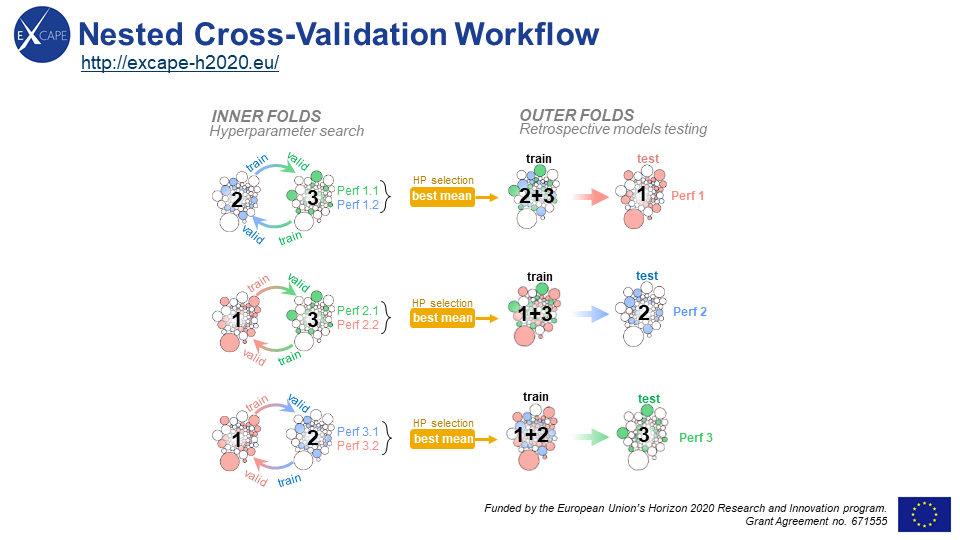 EXCAPE
Nested Cross-Validation Workflow
http://excape-h2020.eu/
INNER FOLDS
Hyperparameter search
OUTER FOLDS
Retrospective models testing
train
valid
2
3
valid
train
Perf 1.1
Perf 1.2
HP selection
best mean
train
2+3
test
1
Perf 1
train
valid
1
3
valid
train
Perf 2.1
Perf 2.2
HP selection
best mean
train
1+3
test
2
Perf 2
train
valid
1
2
valid
train
Perf 3.1
Perf 3.2
HP selection
best mean
train
1+2
test
3
Perf 3
Funded by the European Union's Horizon 2020 Research and Innovation program.
Grant Agreement no. 671555